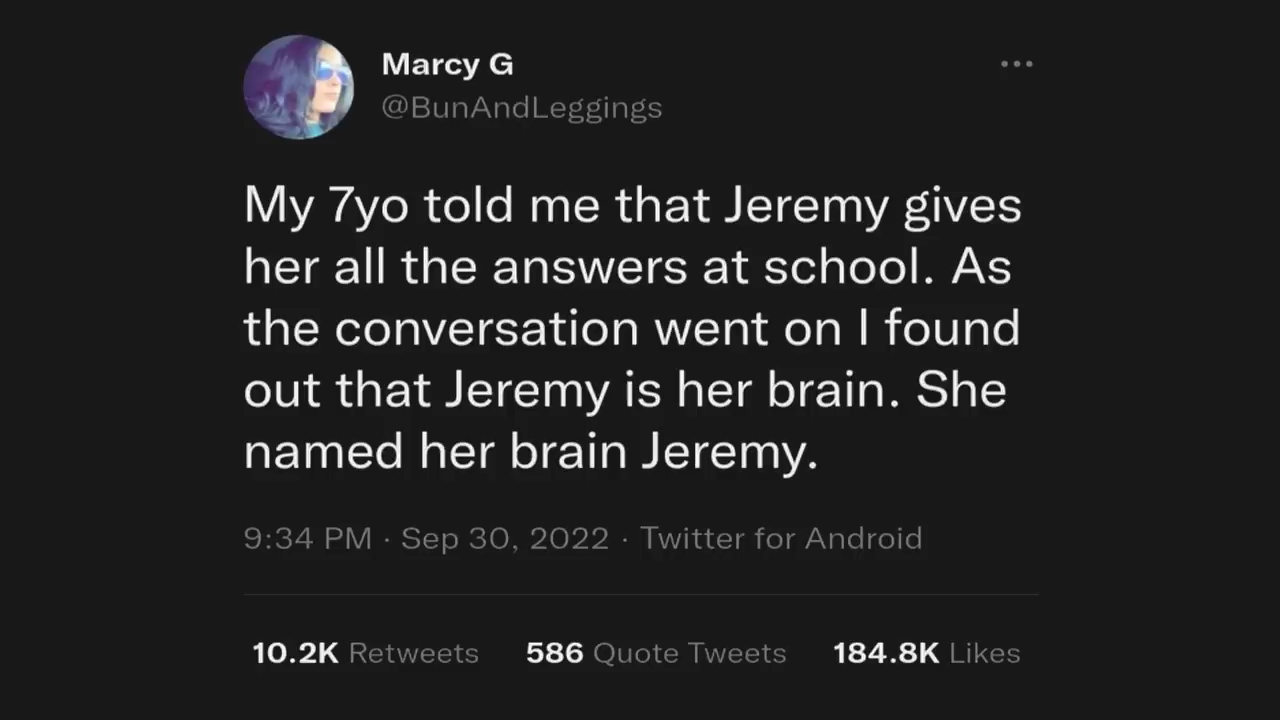 Marcy G
@BunAndLeggings
My 7yo told me that Jeremy gives
her all the answers at school. As
the conversation went on I found
out that Jeremy is her brain. She
named her brain Jeremy.
9:34 PM · Sep 30, 2022 · Twitter for Android
10.2K Retweets 586 Quote Tweets 184.8K Likes